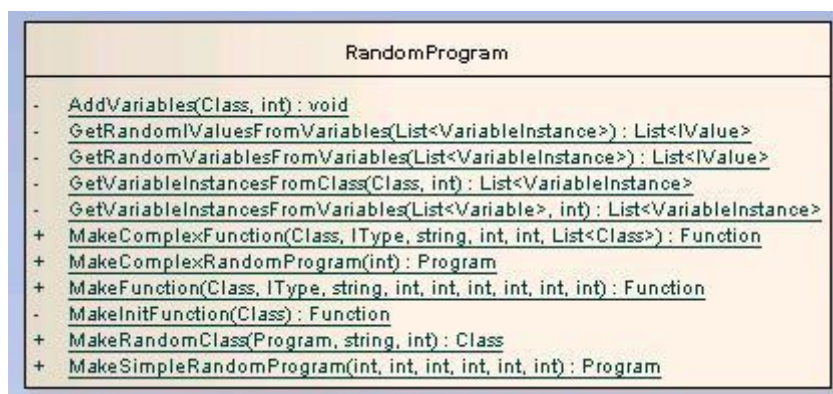 RandomProgram
- AddVariables(Class, int) : void
- GetRandomIValuesFromVariables(List<VariableInstance>) : List<IValue>
- GetRandomVariablesFromVariables(List<VariableInstance>) : List<IValue>
- GetVariableInstancesFromClass(Class, int) : List<VariableInstance>
- GetVariableInstancesFromVariables(List<Variable>, int) : List<VariableInstance>
+ MakeComplexFunction(Class, IType, string, int, int, List<Class>) : Function
+ MakeComplexRandomProgram(int) : Program
+ MakeFunction(Class, IType, string, int, int, int, int, int, int) : Function
- MakeInitFunction(Class) : Function
+ MakeRandomClass(Program, string, int) : Class
+ MakeSimpleRandomProgram(int, int, int, int, int, int) : Program